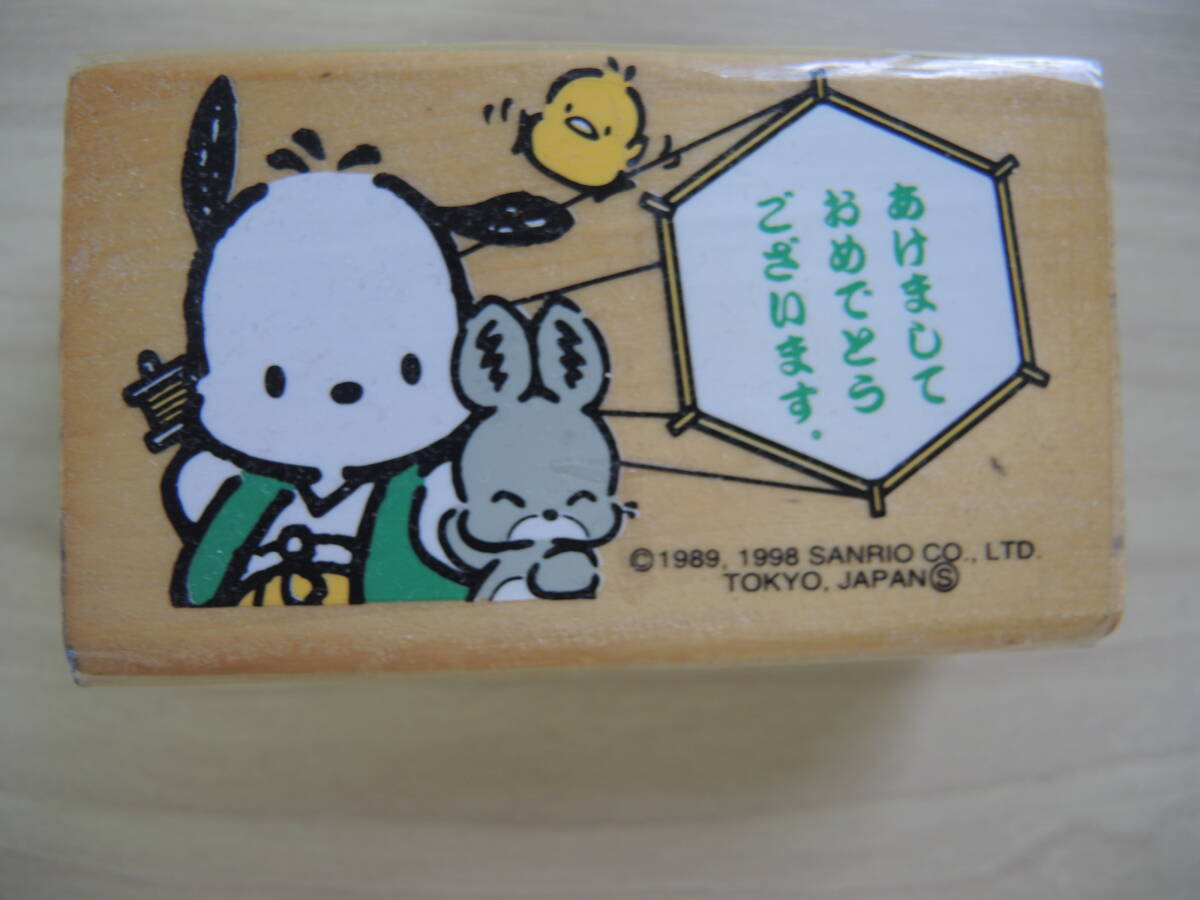 あけまして
おめでとう
ございます.
©1989, 1998 SANRIO CO., LTD.
TOKYO, JAPANⓈ